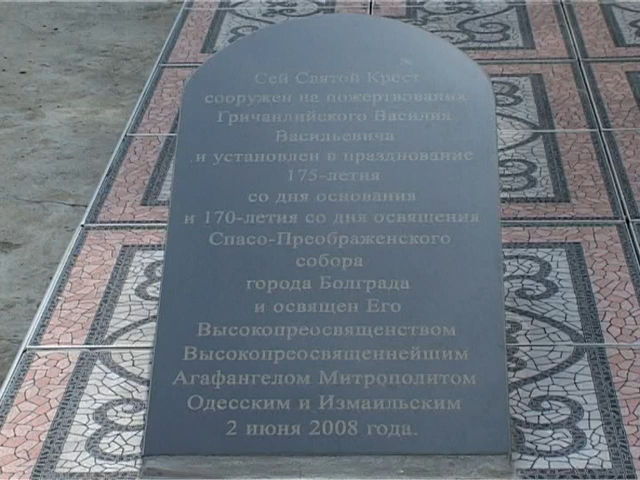 Сей Святой Крест
сооружен на пожертвования
Гричанлийского Василия
Васильевича
и установлен в празднование
175-летия
со дня основания
и 170-летия со дня освящения
Спасо-Преображенского
собора
города Болграда
и освящен Его
Высокопреосвященством
Высокопреосвященнейшим
Агафангелом Митрополитом
Одесским и Измаильским
2 июня 2008 года.